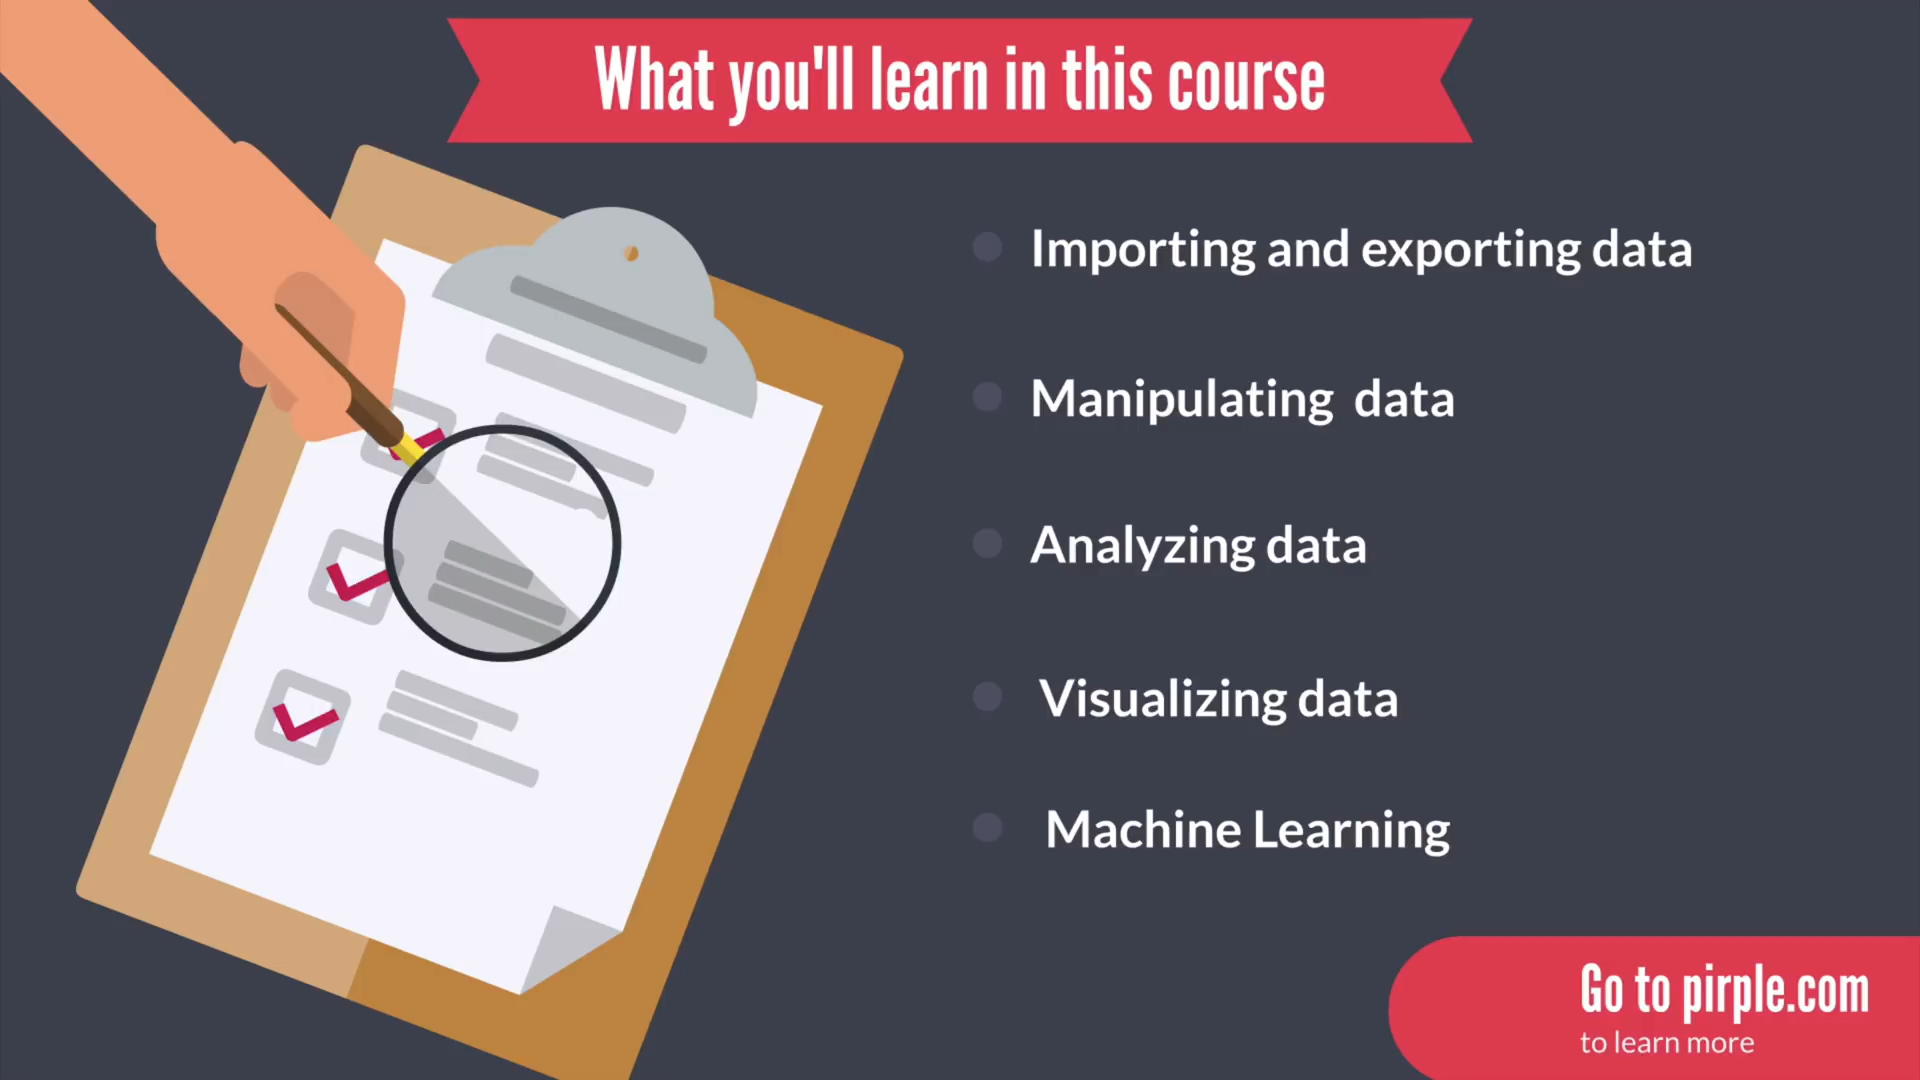 What you'll learn in this course
Importing and exporting data
Manipulating data
Analyzing data
Visualizing data
Machine Learning
Go to pirple.com
to learn more